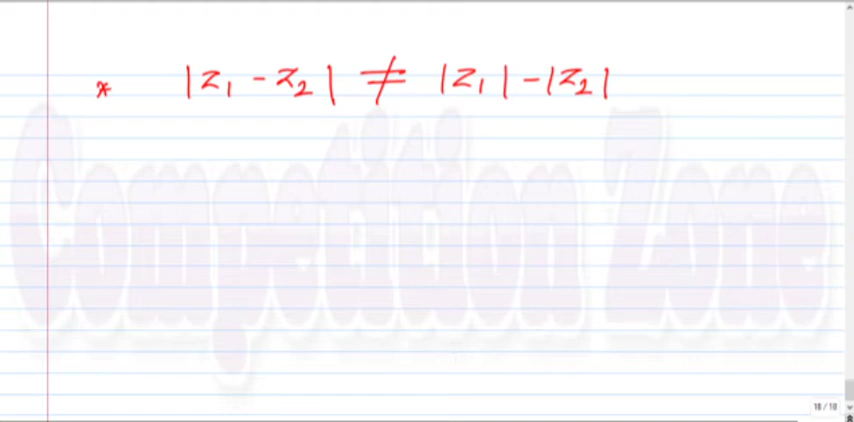 * |z₁ - z₂| ≠ |z₁| - |z₂|
Competition Zone
18 / 18